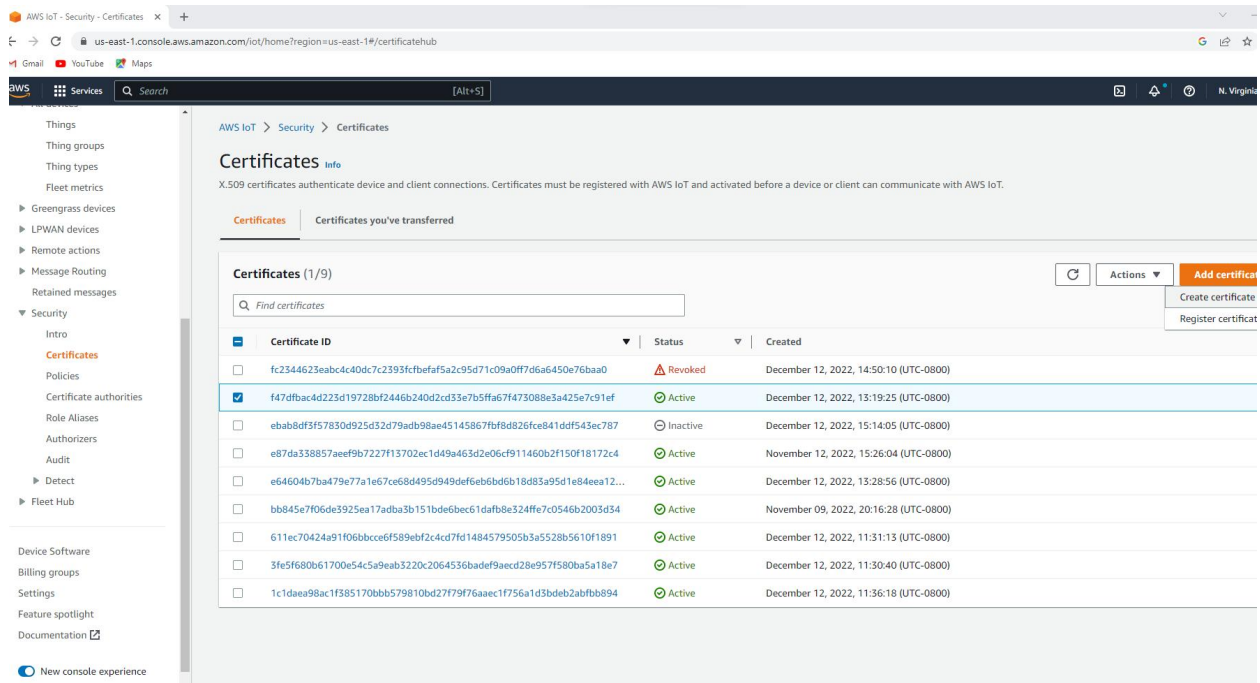 AWS IoT - Security - Certificates
us-east-1.console.aws.amazon.com/iot/home?region=us-east-1#/certificatehub
Gmail YouTube Maps
aws Services Search [Alt+S] N. Virginia
Things
Thing groups
Thing types
Fleet metrics
Greengrass devices
LPWAN devices
Remote actions
Message Routing
Retained messages
Security
Intro
Certificates
Policies
Certificate authorities
Role Aliases
Authorizers
Audit
Detect
Fleet Hub
Device Software
Billing groups
Settings
Feature spotlight
Documentation
New console experience
AWS IoT > Security > Certificates
Certificates Info
X.509 certificates authenticate device and client connections. Certificates must be registered with AWS IoT and activated before a device or client can communicate with AWS IoT.
Certificates Certificates you've transferred
Certificates (1/9) Actions Add certificat
Create certificate
Find certificates
Register certificat
Certificate ID Status Created
fc2344623eabc4c40dc7c2393fcfbefaf5a2c95d71c09a0ff7d6a6450e76baa0 Revoked December 12, 2022, 14:50:10 (UTC-0800)
f47dfbac4d223d19728bf2446b240d2cd33e7b5ffa67f473088e3a425e7c91ef Active December 12, 2022, 13:19:25 (UTC-0800)
ebab8df3f57830d925d32d79adb98ae45145867fbf8d826fce841ddf543ec787 Inactive December 12, 2022, 15:14:05 (UTC-0800)
e87da338857aeef9b7227f13702ec1d49a463d2e06cf911460b2f150f18172c4 Active November 12, 2022, 15:26:04 (UTC-0800)
e64604b7ba479e77a1e67ce68d495d949def6eb6bd6b18d83a95d1e84eea12... Active December 12, 2022, 13:28:56 (UTC-0800)
bb845e7f06de3925ea17adba3b151bde6bec61dafb8e324ffe7c0546b2003d34 Active November 09, 2022, 20:16:28 (UTC-0800)
611ec70424a91f06bbcce6f589ebf2c4cd7fd1484579505b3a5528b5610f1891 Active December 12, 2022, 11:31:13 (UTC-0800)
3fe5f680b61700e54c5a9eab3220c2064536badef9aecd28e957f580ba5a18e7 Active December 12, 2022, 11:30:40 (UTC-0800)
1c1daea98ac1f385170bbb579810bd27f79f76aaec1f756a1d3bdeb2abfbb894 Active December 12, 2022, 11:36:18 (UTC-0800)